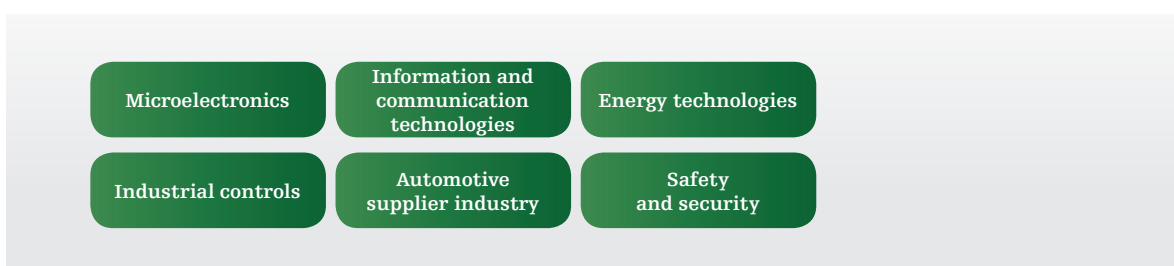 Microelectronics
Information and
communication
technologies
Energy technologies
Industrial controls
Automotive
supplier industry
Safety
and security